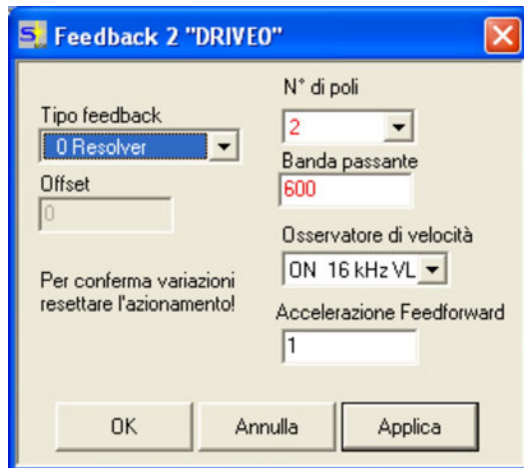 Feedback 2 "DRIVE0"
Tipo feedback
0 Resolver
Offset
0
Per conferma variazioni
resettare l'azionamento!
N° di poli
2
Banda passante
600
Osservatore di velocità
ON 16 kHz VL
Accelerazione Feedforward
1
OK
Annulla
Applica